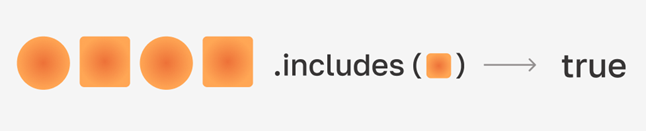 .includes ( ) true